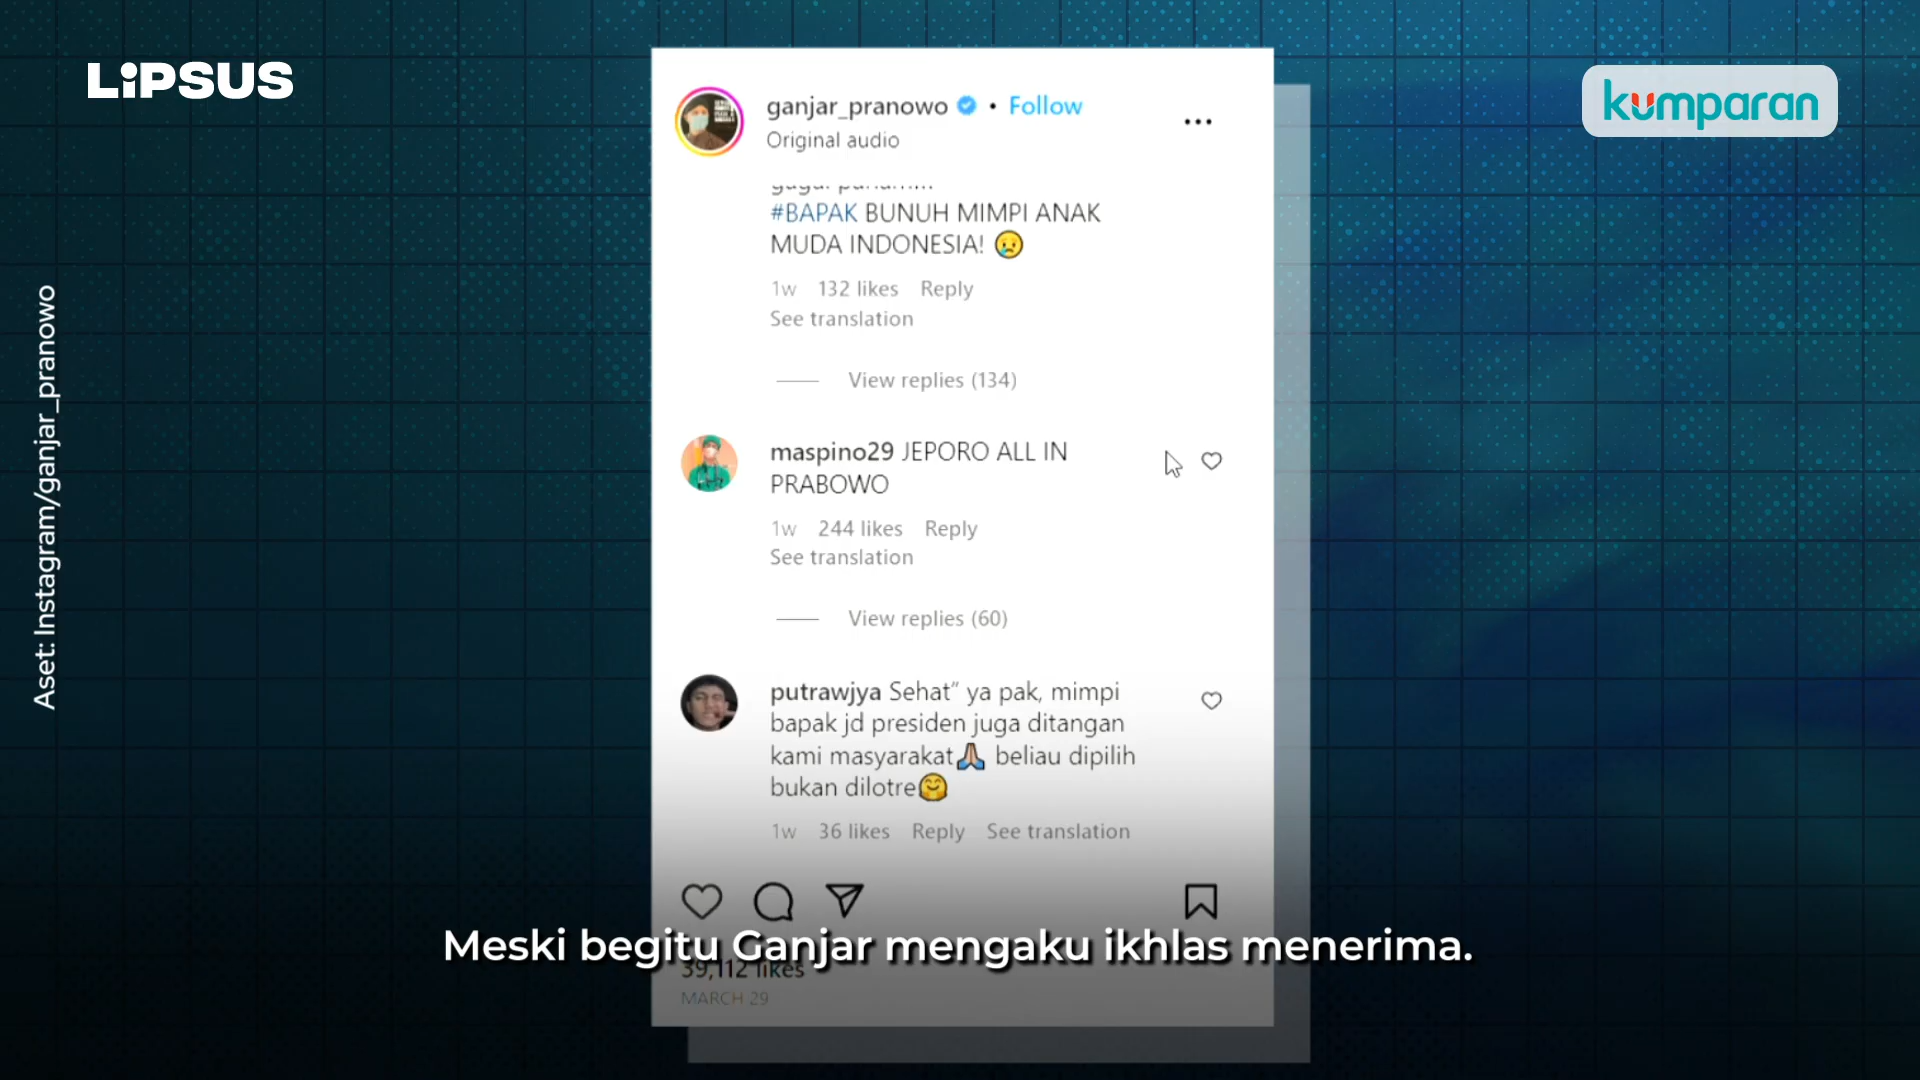 LiPSUS
kumparan
Aset: Instagram/ganjar_pranowo
ganjar_pranowo • Follow
Original audio
#BAPAK BUNUH MIMPI ANAK
MUDA INDONESIA! 😢
1w 132 likes Reply
See translation
View replies (134)
maspino29 JEPORO ALL IN
PRABOWO
1w 244 likes Reply
See translation
View replies (60)
putrawjya Sehat” ya pak, mimpi
bapak jd presiden juga ditangan
kami masyarakat🙏 beliau dipilih
bukan dilotre🤗
1w 36 likes Reply See translation
Meski begitu Ganjar mengaku ikhlas menerima.
39,112 likes
MARCH 29